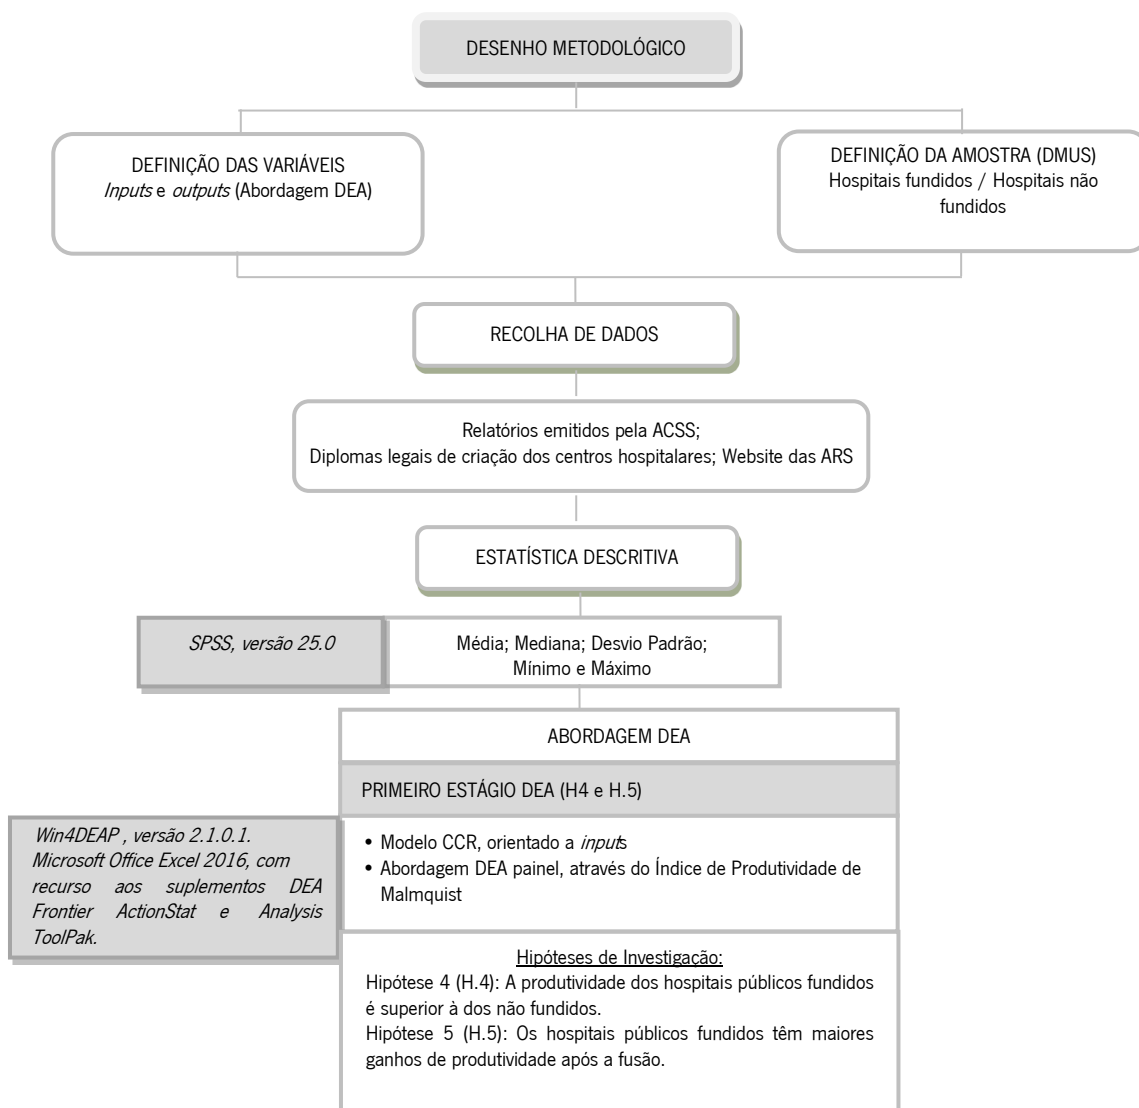 DESENHO METODOLÓGICO
DEFINIÇÃO DAS VARIÁVEIS
Inputs e outputs (Abordagem DEA)
DEFINIÇÃO DA AMOSTRA (DMUS)
Hospitais fundidos / Hospitais não
fundidos
RECOLHA DE DADOS
Relatórios emitidos pela ACSS;
Diplomas legais de criação dos centros hospitalares; Website das ARS
ESTATÍSTICA DESCRITIVA
SPSS, versão 25.0
Média; Mediana; Desvio Padrão;
Mínimo e Máximo
ABORDAGEM DEA
PRIMEIRO ESTÁGIO DEA (H4 e H.5)
Win4DEAP , versão 2.1.0.1.
Microsoft Office Excel 2016, com
recurso aos suplementos DEA
Frontier ActionStat e Analysis
ToolPak.
• Modelo CCR, orientado a inputs
• Abordagem DEA painel, através do Índice de Produtividade de
Malmquist
Hipóteses de Investigação:
Hipótese 4 (H.4): A produtividade dos hospitais públicos fundidos
é superior à dos não fundidos.
Hipótese 5 (H.5): Os hospitais públicos fundidos têm maiores
ganhos de produtividade após a fusão.